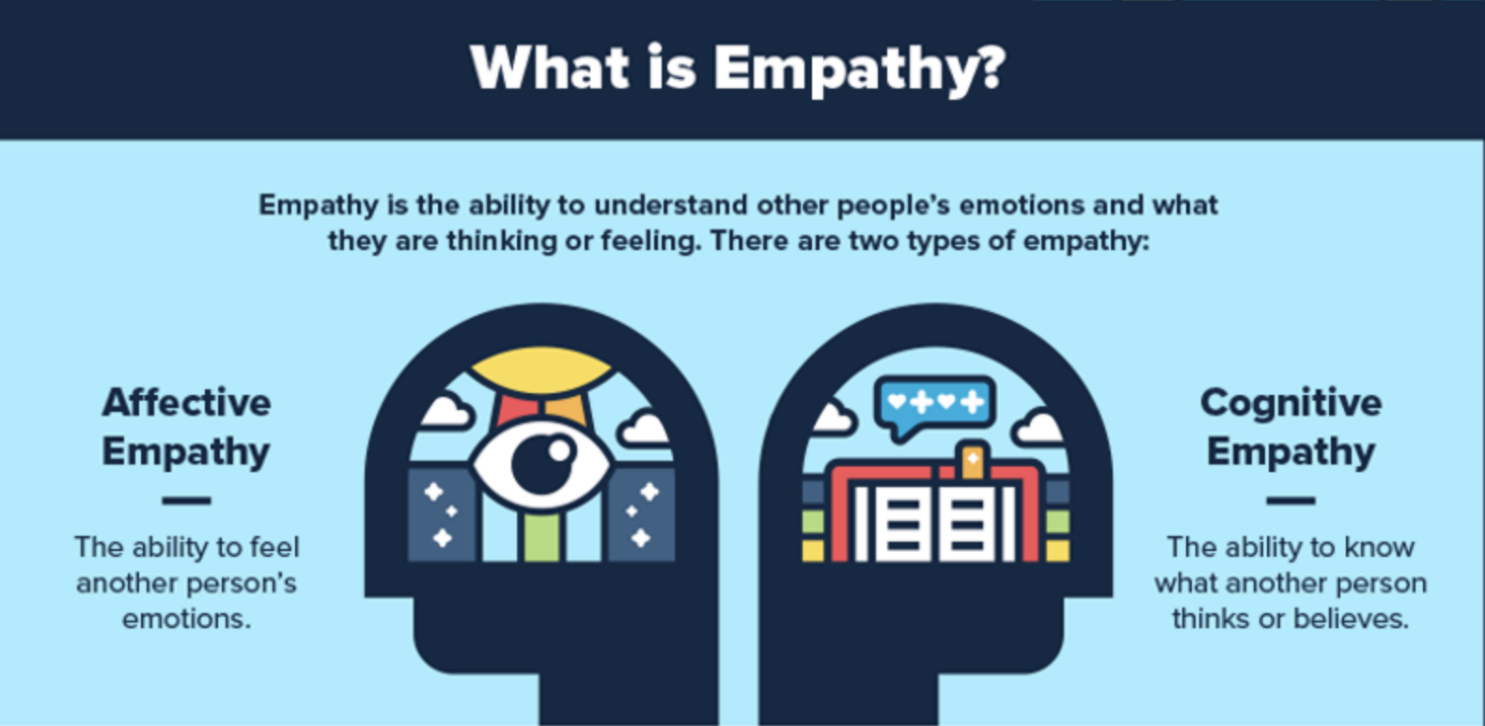 What is Empathy?
Empathy is the ability to understand other people’s emotions and what
they are thinking or feeling. There are two types of empathy:
Affective
Empathy
The ability to feel
another person’s
emotions.
Cognitive
Empathy
The ability to know
what another person
thinks or believes.